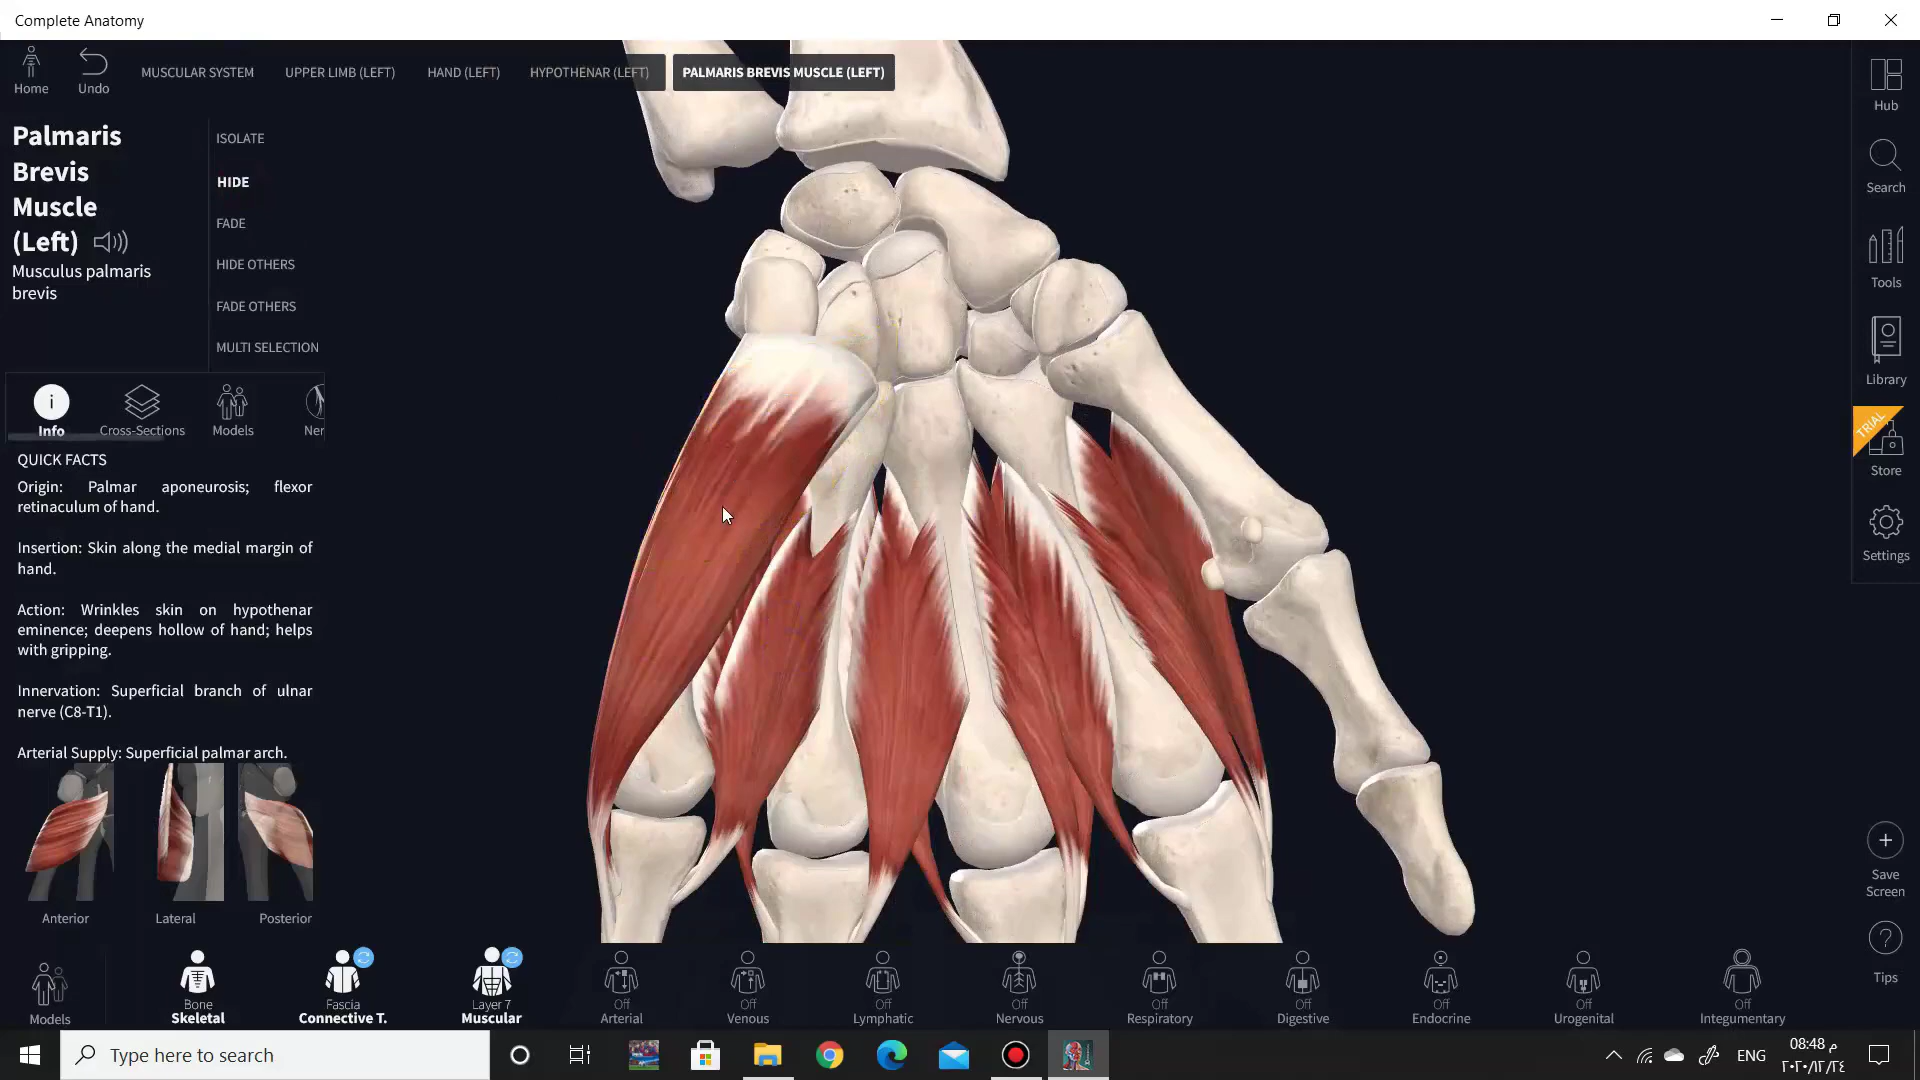 Complete Anatomy
Home
Undo
MUSCULAR SYSTEM
UPPER LIMB (LEFT)
HAND (LEFT)
HYPOTHENAR (LEFT)
PALMARIS BREVIS MUSCLE (LEFT)
Palmaris
Brevis
Muscle
(Left)
Musculus palmaris
brevis
ISOLATE
HIDE
FADE
HIDE OTHERS
FADE OTHERS
MULTI SELECTION
Info
Cross-Sections
Models
Ner
QUICK FACTS
Origin: Palmar aponeurosis; flexor
retinaculum of hand.
Insertion: Skin along the medial margin of
hand.
Action: Wrinkles skin on hypothenar
eminence; deepens hollow of hand; helps
with gripping.
Innervation: Superficial branch of ulnar
nerve (C8-T1).
Arterial Supply: Superficial palmar arch.
Anterior
Lateral
Posterior
Hub
Search
Tools
Library
TRIAL
Store
Settings
Save
Screen
Tips
Models
Bone
Skeletal
Fascia
Connective T.
Layer 7
Muscular
Off
Arterial
Off
Venous
Off
Lymphatic
Off
Nervous
Off
Respiratory
Off
Digestive
Off
Endocrine
Off
Urogenital
Off
Integumentary
Type here to search
ENG
08:48 م
٢٠٢٠/١٢/٢٤